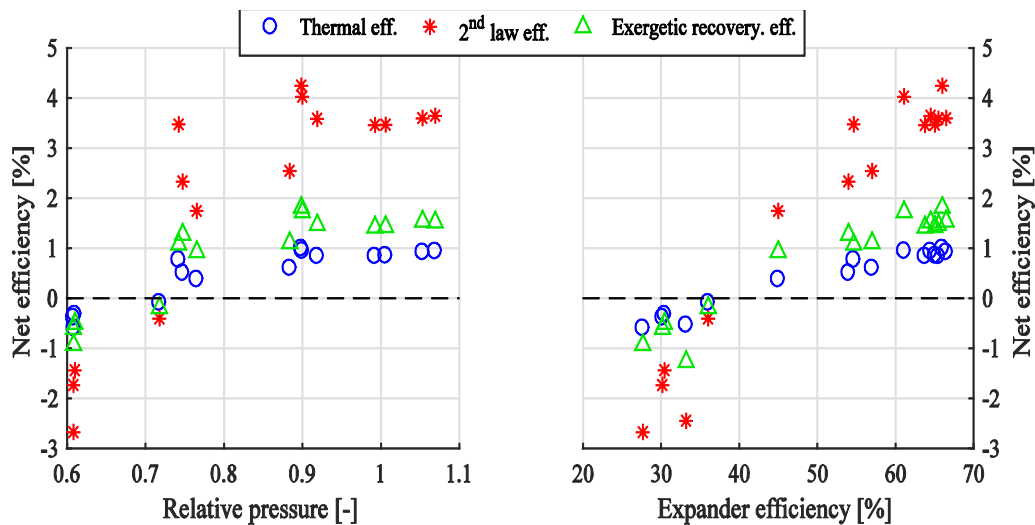 Thermal eff. 2nd law eff. Exergetic recovery. eff.
Net efficiency [%]
5
4
3
2
1
0
-1
-2
-3
0.6 0.7 0.8 0.9 1 1.1
Relative pressure [-]
20 30 40 50 60 70
Expander efficiency [%]
5
4
3
2
1
0
-1
-2
-3
Net efficiency [%]